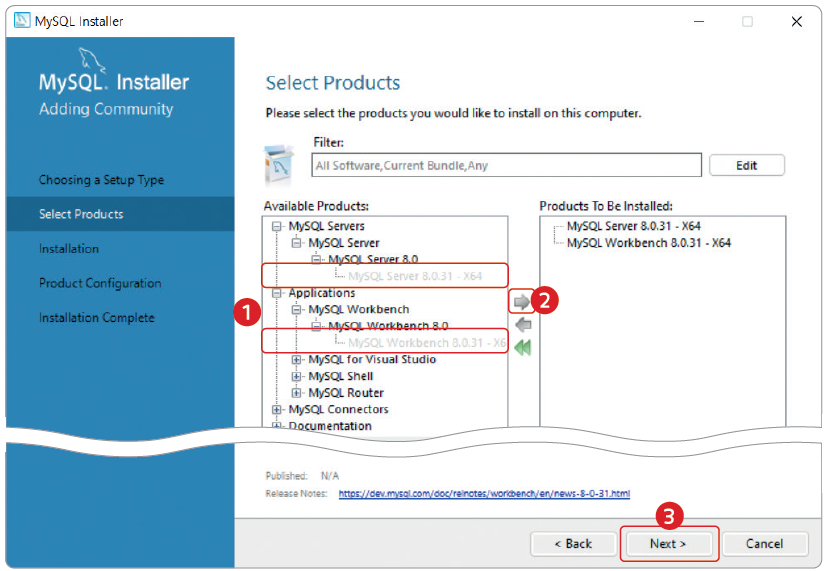 MySQL Installer
MySQL. Installer
Adding Community
Choosing a Setup Type
Select Products
Installation
Product Configuration
Installation Complete
Select Products
Please select the products you would like to install on this computer.
Filter:
All Software,Current Bundle,Any
Edit
Available Products:
MySQL Servers
MySQL Server
MySQL Server 8.0
MySQL Server 8.0.31 - X64
Applications
MySQL Workbench
MySQL Workbench 8.0
MySQL Workbench 8.0.31 - X6
MySQL for Visual Studio
MySQL Shell
MySQL Router
MySQL Connectors
Documentation
1
2
Products To Be Installed:
MySQL Server 8.0.31 - X64
MySQL Workbench 8.0.31 - X64
Published: N/A
Release Notes: https://dev.mysql.com/doc/relnotes/workbench/en/news-8-0-31.html
3
< Back
Next >
Cancel